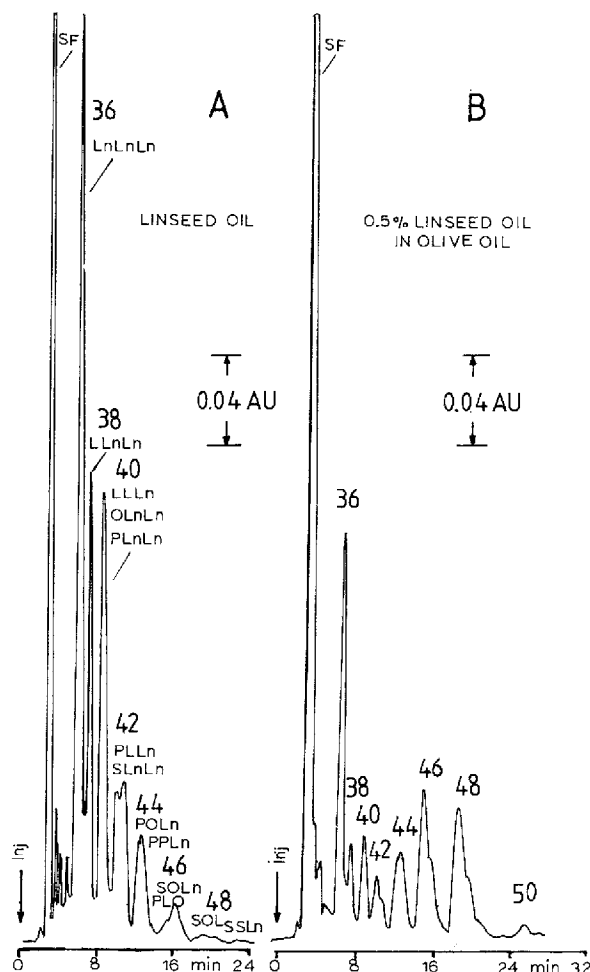 SF
36
LnLnLn
A
LINSEED OIL
0.04 AU
38
LLnLn
40
LLLn
OLnLn
PLnLn
42
PLLn
SLnLn
44
POLn
PPLn
46
SOLn
PLO
48
SOL
SSLn
Inj
0
8
16
min
24
SF
B
0.5% LINSEED OIL
IN OLIVE OIL
0.04 AU
36
38
40
42
44
46
48
50
Inj
0
8
16
min
24
32